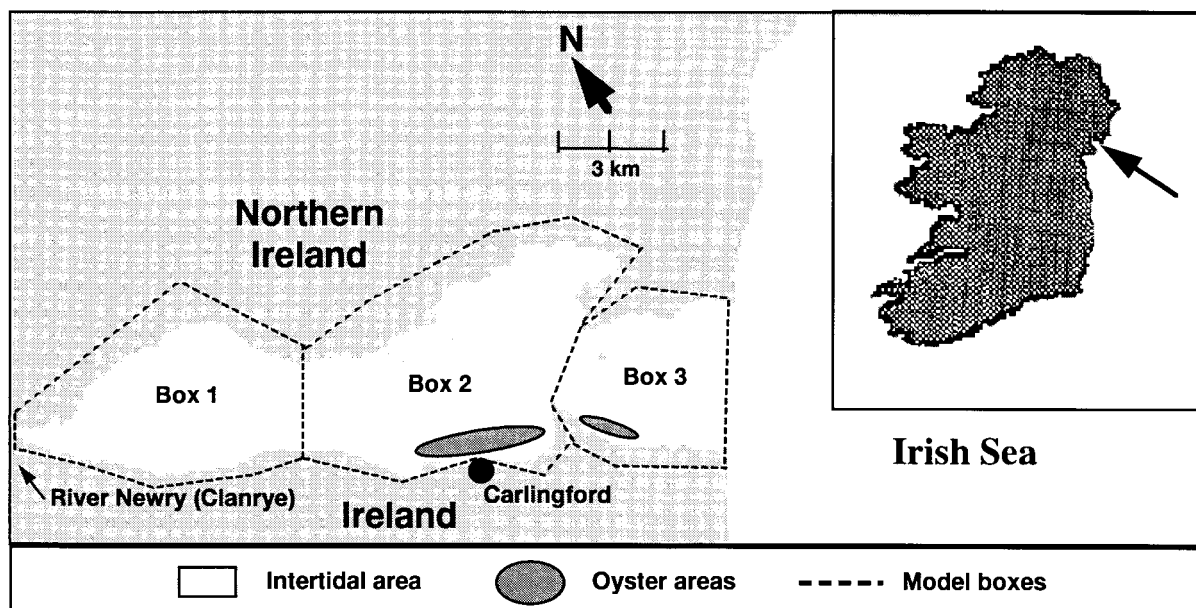 N
3 km
Northern
Ireland
Box 1
Box 2
Box 3
River Newry (Clanrye)
Carlingford
Ireland
Irish Sea
Intertidal area
Oyster areas
Model boxes